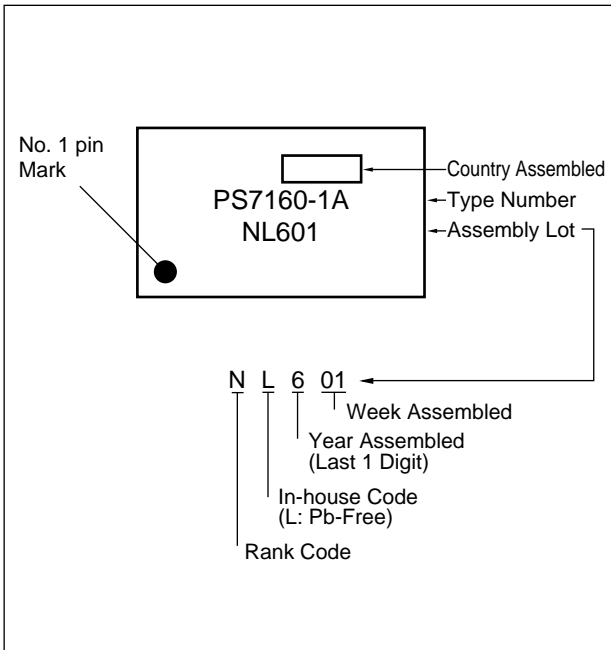 No. 1 pin
Mark
Country Assembled
PS7160-1A
Type Number
NL601
Assembly Lot
N L 6 01
Week Assembled
Year Assembled
(Last 1 Digit)
In-house Code
(L: Pb-Free)
Rank Code